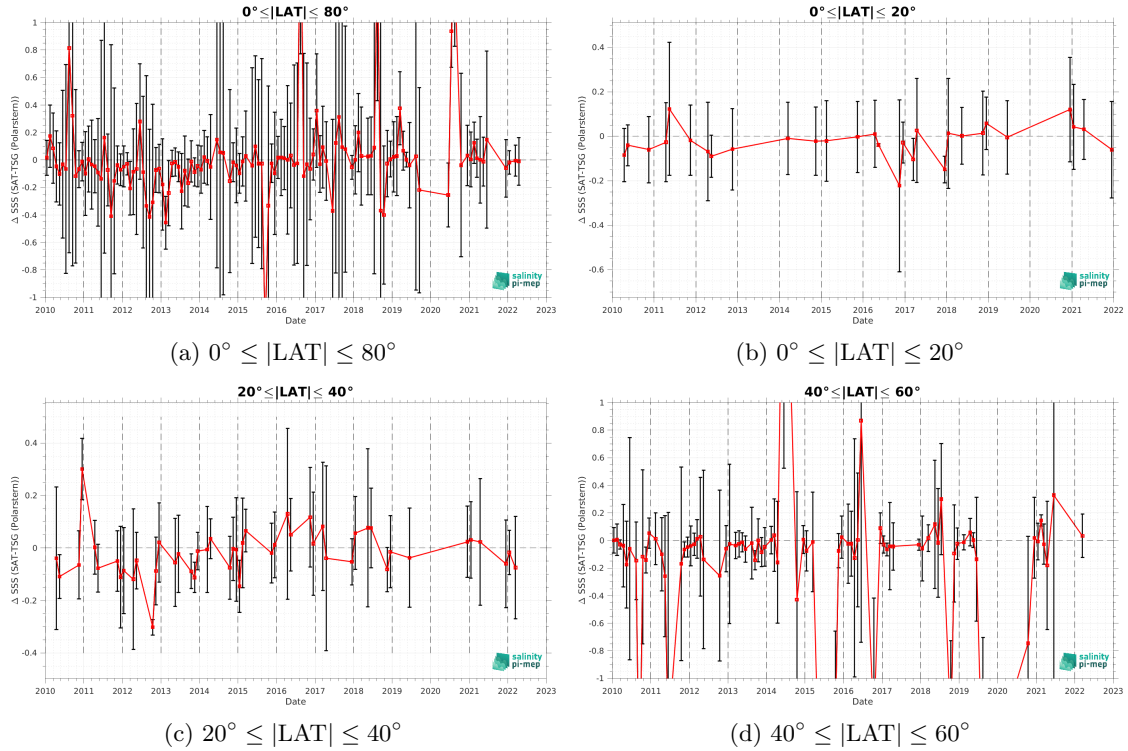 0°≤|LAT|≤ 80°
Δ SSS (SAT-TSG (Polarstern))
1
0.8
0.6
0.4
0.2
0
-0.2
-0.4
-0.6
-0.8
-1
2010 2011 2012 2013 2014 2015 2016 2017 2018 2019 2020 2021 2022 2023
Date
salinity
pi-mep
(a) 0° ≤ |LAT| ≤ 80°
0°≤|LAT|≤ 20°
Δ SSS (SAT-TSG (Polarstern))
0.4
0.2
0
-0.2
-0.4
-0.6
2010 2011 2012 2013 2014 2015 2016 2017 2018 2019 2020 2021 2022
Date
salinity
pi-mep
(b) 0° ≤ |LAT| ≤ 20°
20°≤|LAT|≤ 40°
Δ SSS (SAT-TSG (Polarstern))
0.4
0.2
0
-0.2
-0.4
2010 2011 2012 2013 2014 2015 2016 2017 2018 2019 2020 2021 2022 2023
Date
salinity
pi-mep
(c) 20° ≤ |LAT| ≤ 40°
40°≤|LAT|≤ 60°
Δ SSS (SAT-TSG (Polarstern))
1
0.8
0.6
0.4
0.2
0
-0.2
-0.4
-0.6
-0.8
-1
2010 2011 2012 2013 2014 2015 2016 2017 2018 2019 2020 2021 2022 2023
Date
salinity
pi-mep
(d) 40° ≤ |LAT| ≤ 60°